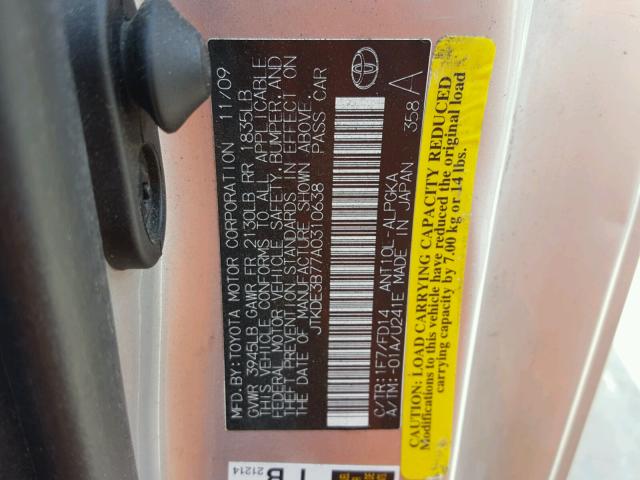 MFD.BY:TOYOTA MOTOR CORPORATION 11/09
GVWR 3945LB GAWR FR 2130LB RR 1835LB
THIS VEHICLE CONFORMS TO ALL APPLICABLE
FEDERAL MOTOR VEHICLE SAFETY, BUMPER, AND
THEFT PREVENTION STANDARDS IN EFFECT ON
THE DATE OF MANUFACTURE SHOWN ABOVE.
JTKDE3B77A0310638 PASS CAR
C/TR:1F7/FD14 ANTIOL-ALPGKA 358 A
A/TM:-01A/U241E MADE IN JAPAN
CAUTION: LOAD CARRYING CAPACITY REDUCED
Modifications to this vehicle have reduced the original load
carrying capacity by 7.00 kg or 14 lbs.
21214